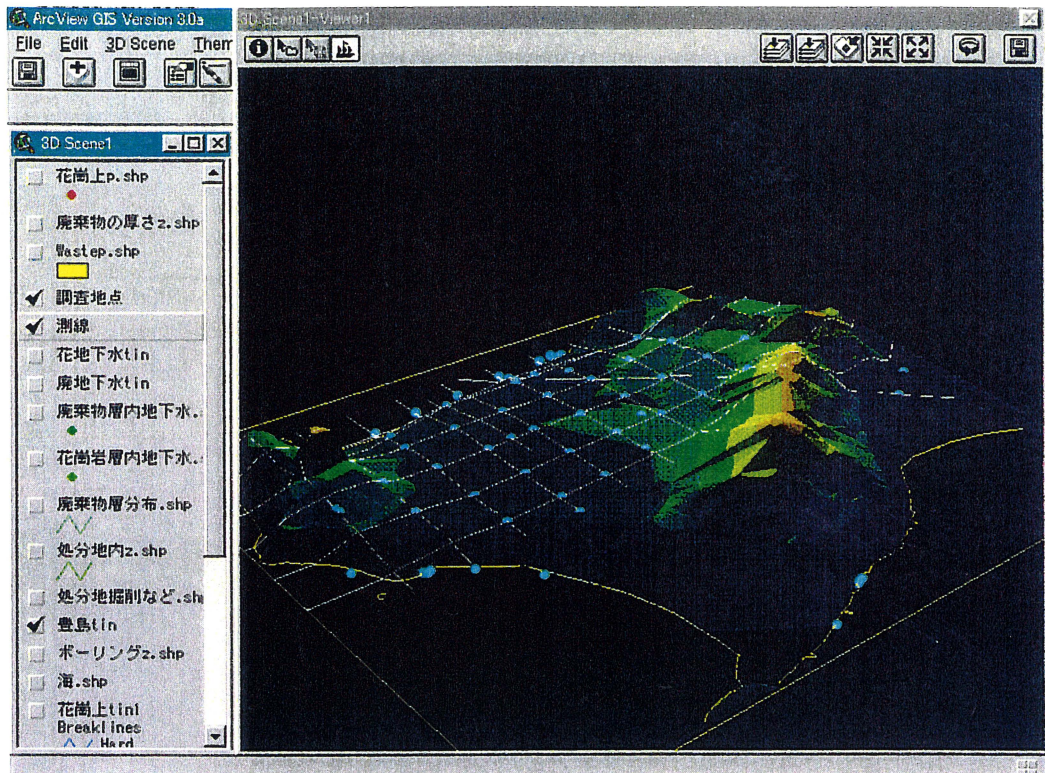 ArcView GIS Version 3.0a
File Edit 3D Scene Them
3D Scene1-Viewer1
3D Scene1
花崗上p.shp
廃棄物の厚さz.shp
Wastep.shp
調査地点
測線
花地下水tin
廃地下水tin
廃棄物層内地下水.
花崗岩層内地下水.
廃棄物層分布.shp
処分地内z.shp
処分地掘削など.sh
豊島tin
ボーリングz.shp
海.shp
花崗上tin1
Breaklines
Hard